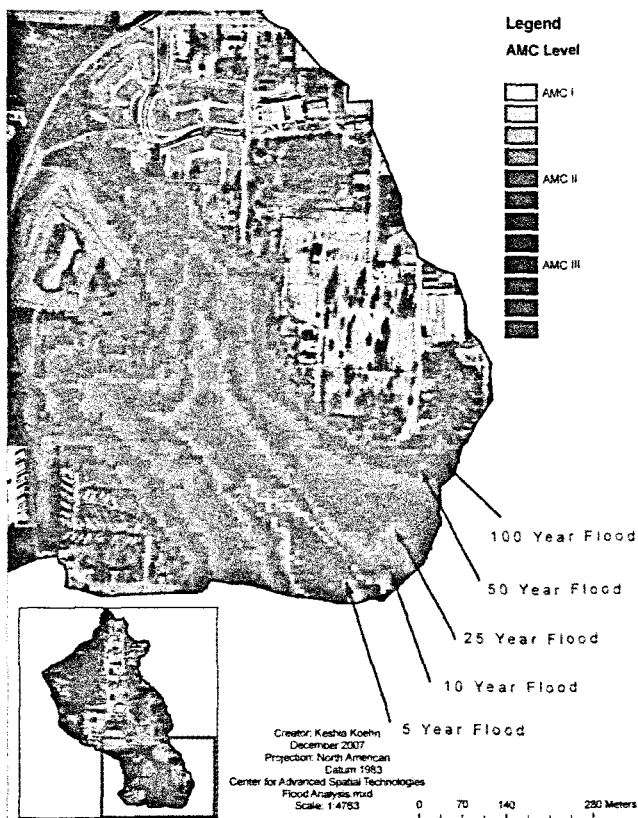 Legend
AMC Level
AMC I
AMC II
AMC III
100 Year Flood
50 Year Flood
25 Year Flood
10 Year Flood
5 Year Flood
Creator: Keshia Koehn
December 2007
Projection: North American
Datum 1983
Center for Advanced Spatial Technologies
Flood Analysis.mxd
Scale: 1:4763
0 70 140 280 Meters